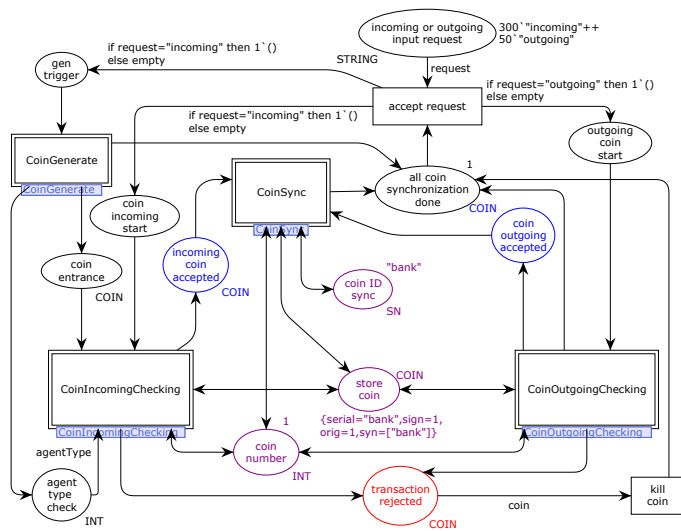 incoming or outgoing
input request
300`"incoming"++
50`"outgoing"
STRING
request
if request="incoming" then 1`()
else empty
gen
trigger
if request="outgoing" then 1`()
else empty
accept request
if request="incoming" then 1`()
else empty
outgoing
coin
start
CoinGenerate
CoinGenerate
1
all coin
synchronization
done
COIN
CoinSync
CoinSync
coin
incoming
start
coin
outgoing
accepted
COIN
incoming
coin
accepted
COIN
coin
entrance
COIN
"bank"
coin ID
sync
SN
CoinIncomingChecking
CoinIncomingChecking
COIN
store
coin
{serial="bank",sign=1,
orig=1,syn=["bank"]}
CoinOutgoingChecking
CoinOutgoingChecking
1
coin
number
INT
agentType
agent
type
check
INT
transaction
rejected
COIN
coin
kill
coin